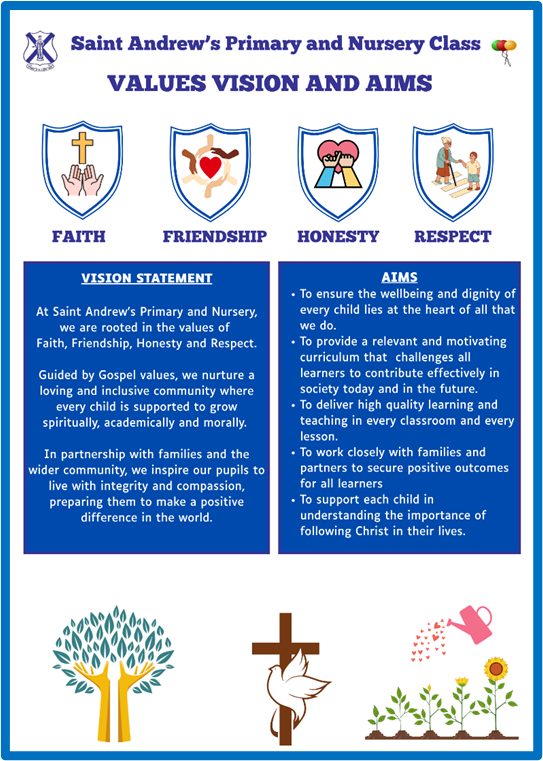 Saint Andrew's Primary and Nursery Class
VALUES VISION AND AIMS
FAITH
FRIENDSHIP
HONESTY
RESPECT
VISION STATEMENT
At Saint Andrew's Primary and Nursery,
we are rooted in the values of
Faith, Friendship, Honesty and Respect.
Guided by Gospel values, we nurture a
loving and inclusive community where
every child is supported to grow
spiritually, academically and morally.
In partnership with families and the
wider community, we inspire our pupils to
live with integrity and compassion,
preparing them to make a positive
difference in the world.
AIMS
• To ensure the wellbeing and dignity of
every child lies at the heart of all that
we do.
• To provide a relevant and motivating
curriculum that challenges all
learners to contribute effectively in
society today and in the future.
• To deliver high quality learning and
teaching in every classroom and every
lesson.
• To work closely with families and
partners to secure positive outcomes
for all learners
• To support each child in
understanding the importance of
following Christ in their lives.